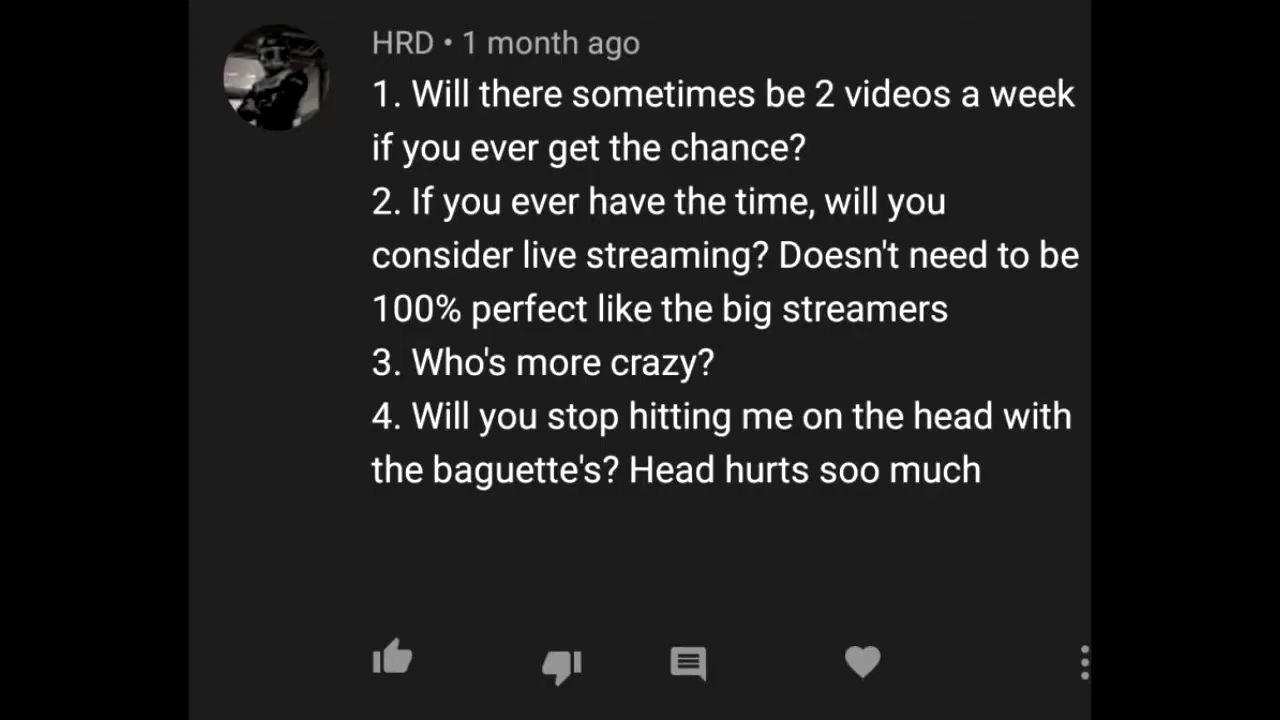 HRD • 1 month ago
1. Will there sometimes be 2 videos a week
if you ever get the chance?
2. If you ever have the time, will you
consider live streaming? Doesn't need to be
100% perfect like the big streamers
3. Who's more crazy?
4. Will you stop hitting me on the head with
the baguette's? Head hurts soo much